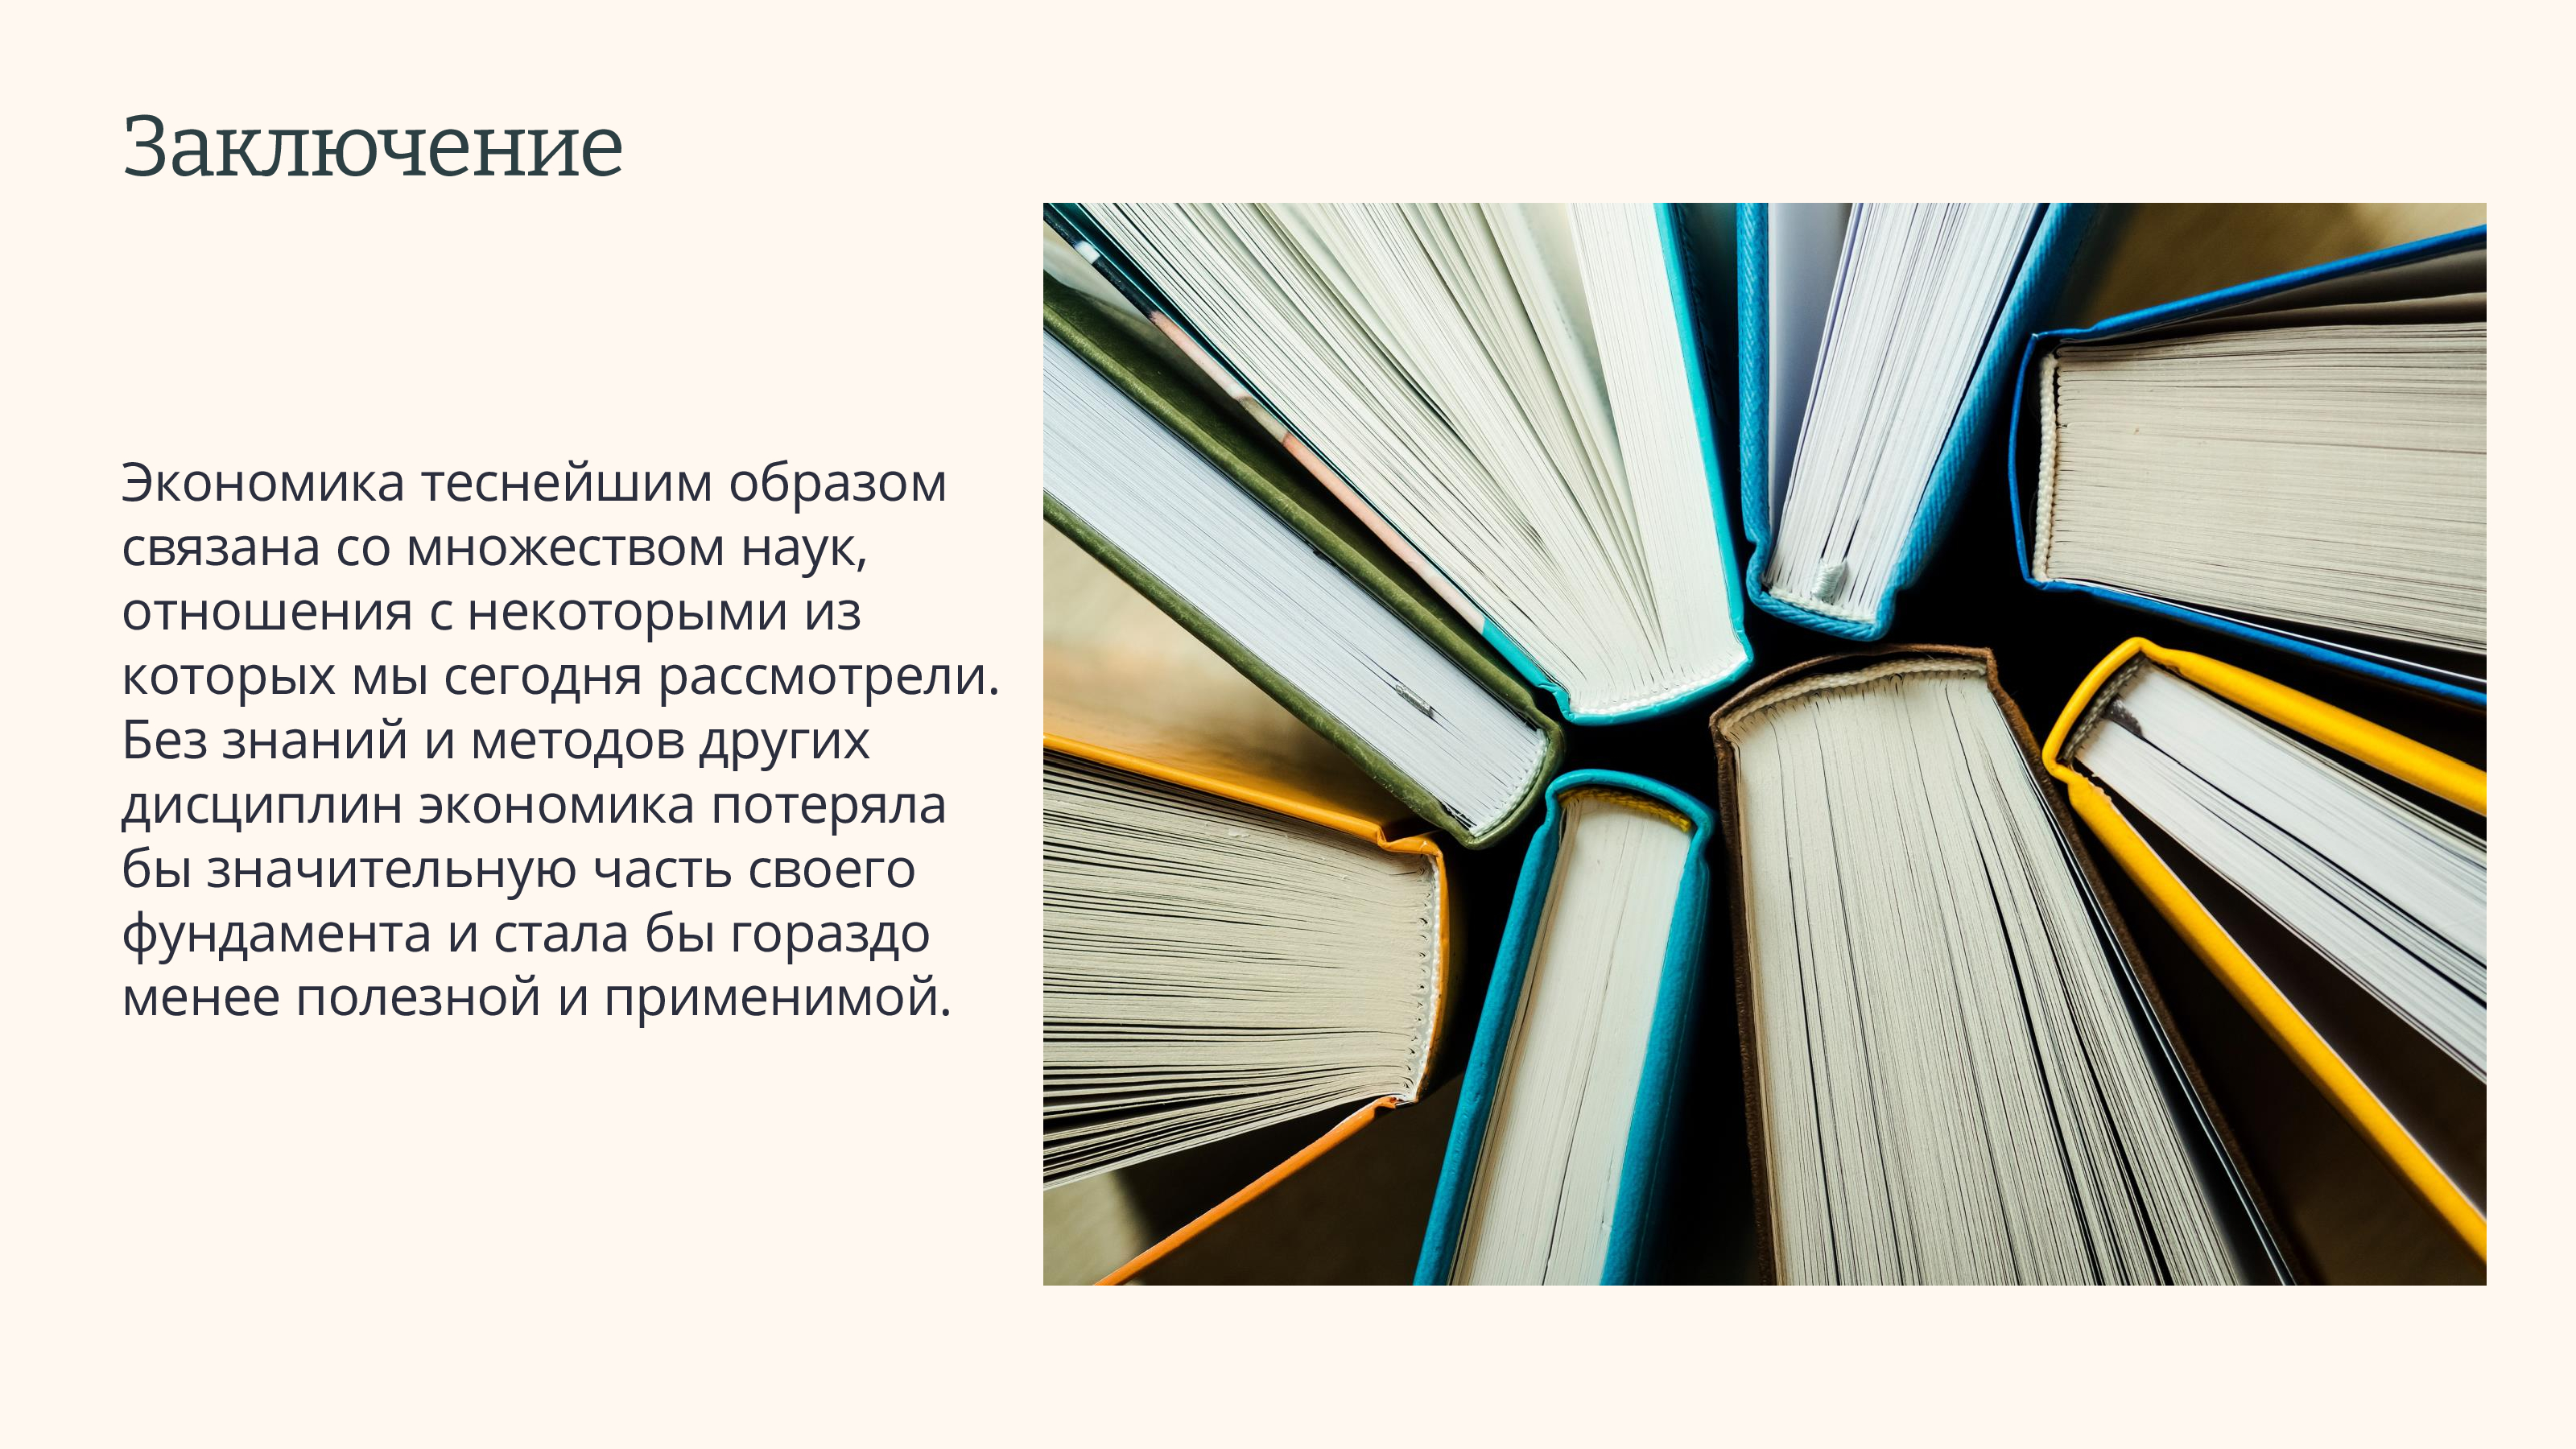 Заключение
Экономика теснейшим образом
связана со множеством наук,
отношения с некоторыми из
которых мы сегодня рассмотрели.
Без знаний и методов других
дисциплин экономика потеряла
бы значительную часть своего
фундамента и стала бы гораздо
менее полезной и применимой.